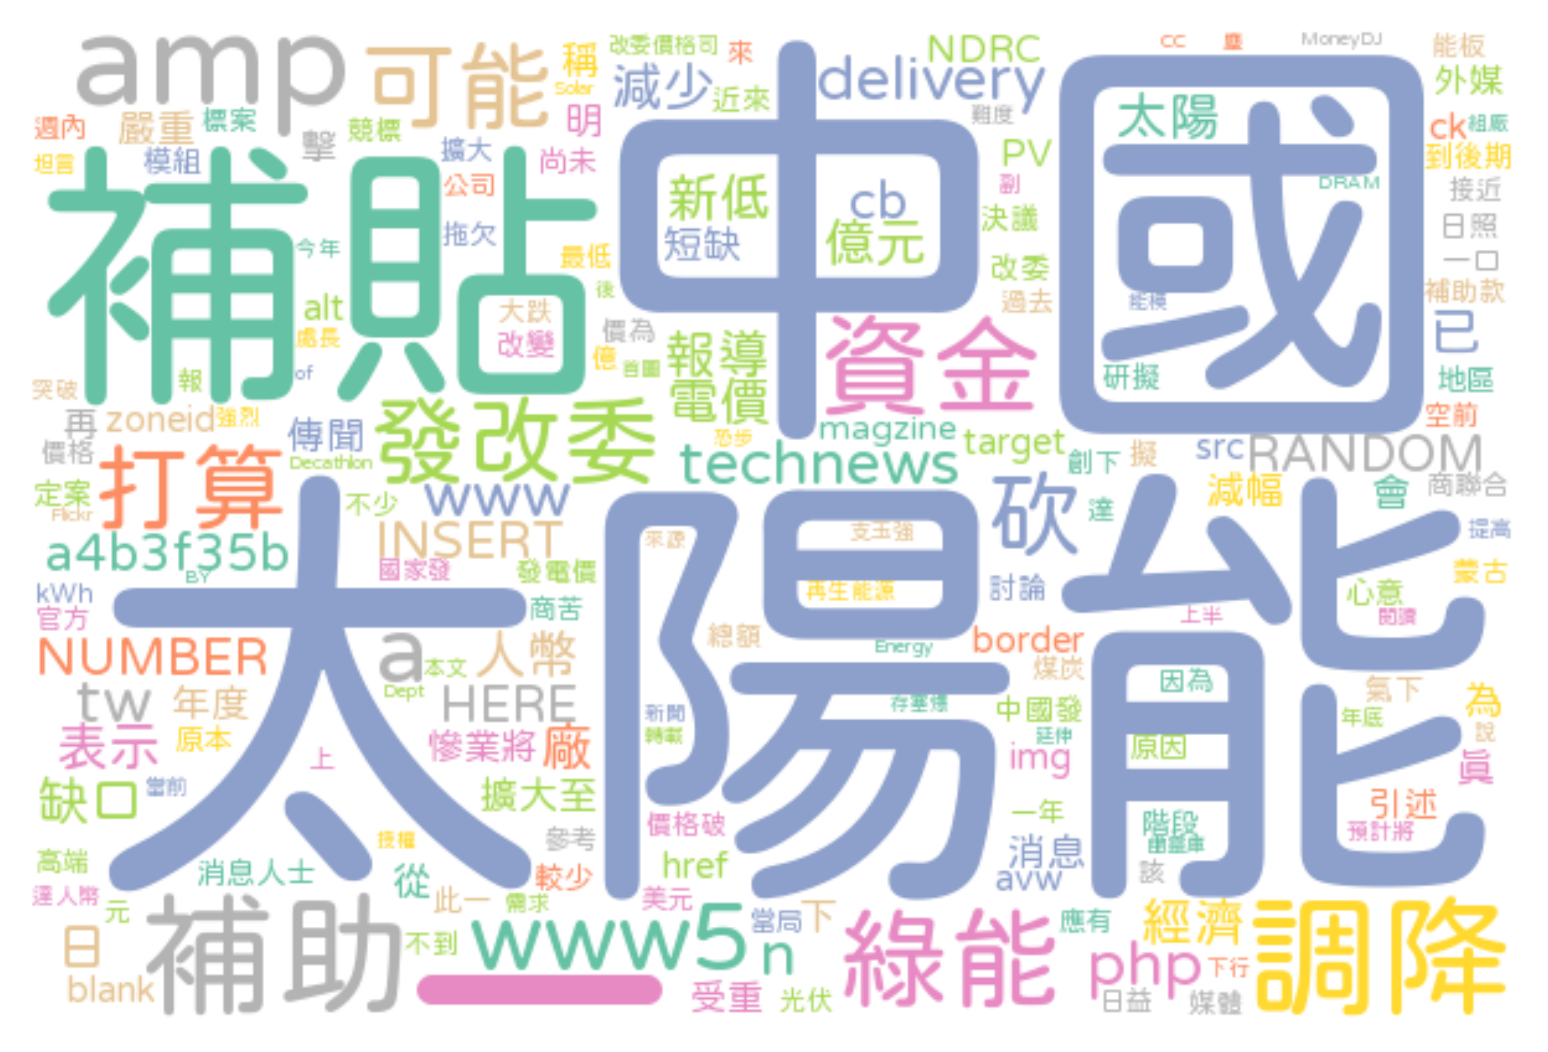 amp
可能
稱
改委價格司
來
NDRC
CC
塵
MoneyDJ
能板
Solar
減少
delivery
太陽
外媒
近來
週內
嚴重
標案
擊
競標
明
難度
ck
組廠
坦言
模組
擴大
尚未
PV
到後期
補貼
中國
公司
新低
cb
副
DRAM
接近
今年
拖欠
短缺
億元
決議
日照
最低
改委
一口
alt
大跌
後
過去
能模
補助款
處長
改變
價為
資金
已
突破
報
of
億
首圖
報導
研擬
地區
再
zoneid
強烈
發改委
電價
空前
價格
打算
傳聞
恐步
magzine
target
擬
src
RANDOM
Decathlon
technews
創下
定案
不少
www
砍
減幅
會
商聯合
Flickr
INSERT
太陽能
達
提高
a4b3f35b
來源
支玉強
BY
國家發
發電價
蒙古
kWh
商苦
再生能源
討論
心意
官方
上半
閱讀
NUMBER
a
本文
人幣
總額
Energy
border
煤炭
因為
氣下
Dept
tw
年度
HERE
新聞
存塞爆
中國發
年底
為
表示
原本
慘業將
廠
轉載
延伸
原因
說
上
img
真
缺口
當前
擴大至
一年
引述
授權
參考
價格破
階段
預計將
高端
消息人士
從
較少
href
消息
avw
該
達人幣
元
此一
需求
美元
補助
不到
www5
n
當局
下
綠能
應有
經濟
調降
日
php
下行
blank
受重
光伏
日益
媒體